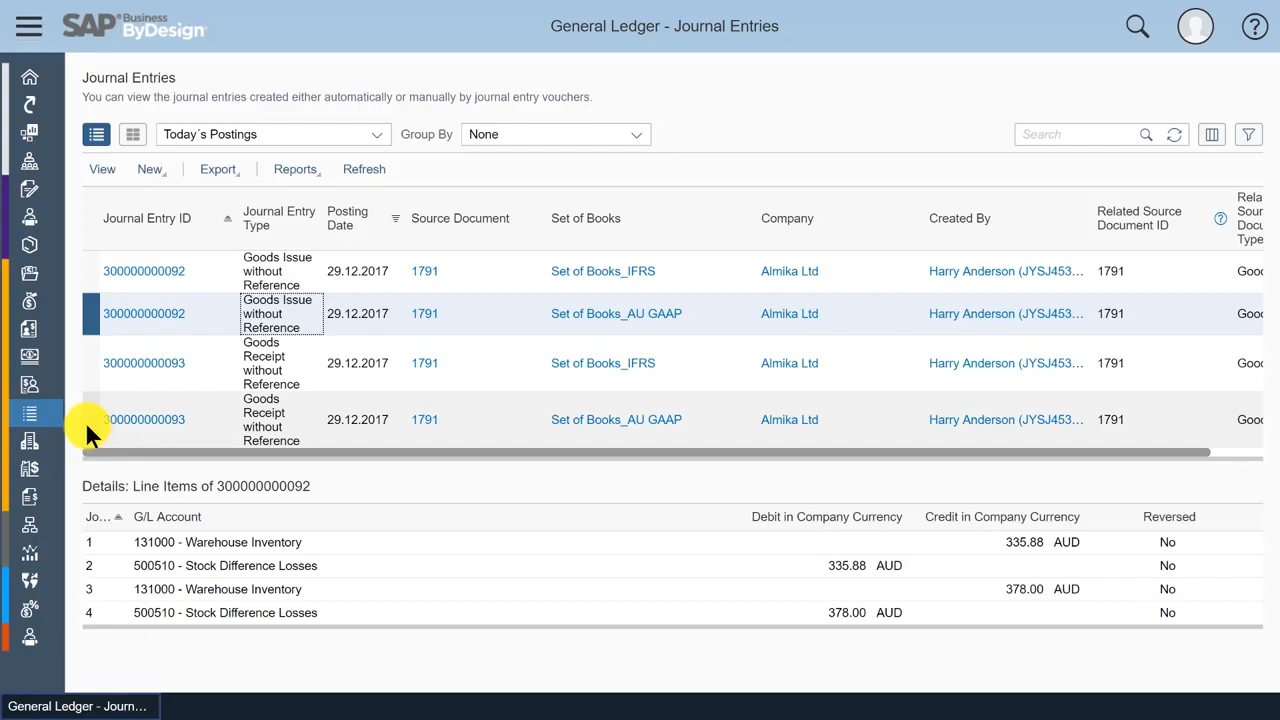 SAP Business ByDesign
General Ledger - Journal Entries
Journal Entries
You can view the journal entries created either automatically or manually by journal entry vouchers.
Today´s Postings
Group By
None
Search
View New Export Reports Refresh
Journal Entry ID
Journal Entry Type
Posting Date
Source Document
Set of Books
Company
Created By
Related Source Document ID
Rela
Sour
Docu
Type
300000000092 Goods Issue without Reference 29.12.2017 1791 Set of Books_IFRS Almika Ltd Harry Anderson (JYSJ453... 1791 Good
300000000092 Goods Issue without Reference 29.12.2017 1791 Set of Books_AU GAAP Almika Ltd Harry Anderson (JYSJ453... 1791 Good
300000000093 Goods Receipt without Reference 29.12.2017 1791 Set of Books_IFRS Almika Ltd Harry Anderson (JYSJ453... 1791 Good
300000000093 Goods Receipt without Reference 29.12.2017 1791 Set of Books_AU GAAP Almika Ltd Harry Anderson (JYSJ453... 1791 Good
Details: Line Items of 300000000092
Jo... G/L Account Debit in Company Currency Credit in Company Currency Reversed
1 131000 - Warehouse Inventory 335.88 AUD No
2 500510 - Stock Difference Losses 335.88 AUD No
3 131000 - Warehouse Inventory 378.00 AUD No
4 500510 - Stock Difference Losses 378.00 AUD No
General Ledger - Journ...